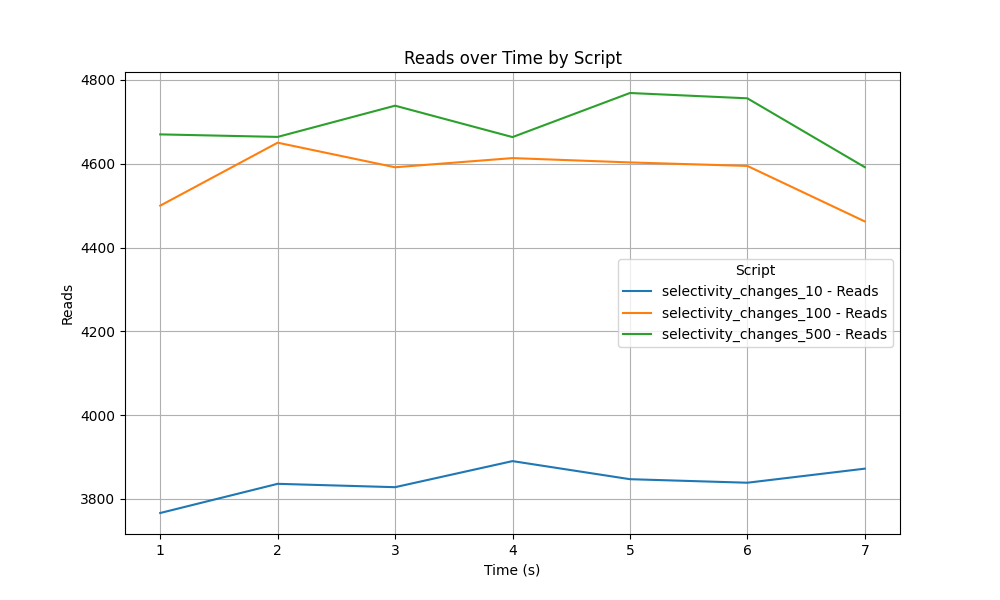 Reads over Time by Script
4800
4600
4400
4200
4000
3800
Reads
Script
selectivity_changes_10 - Reads
selectivity_changes_100 - Reads
selectivity_changes_500 - Reads
1 2 3 4 5 6 7
Time (s)